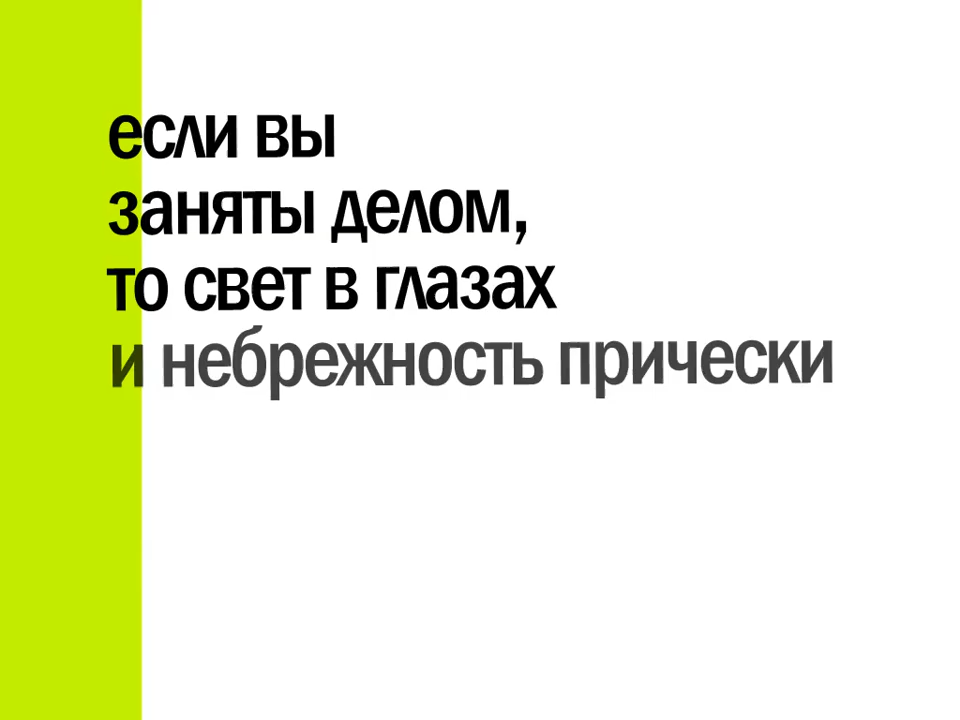 если вы
заняты делом,
то свет в глазах
и небрежность прически